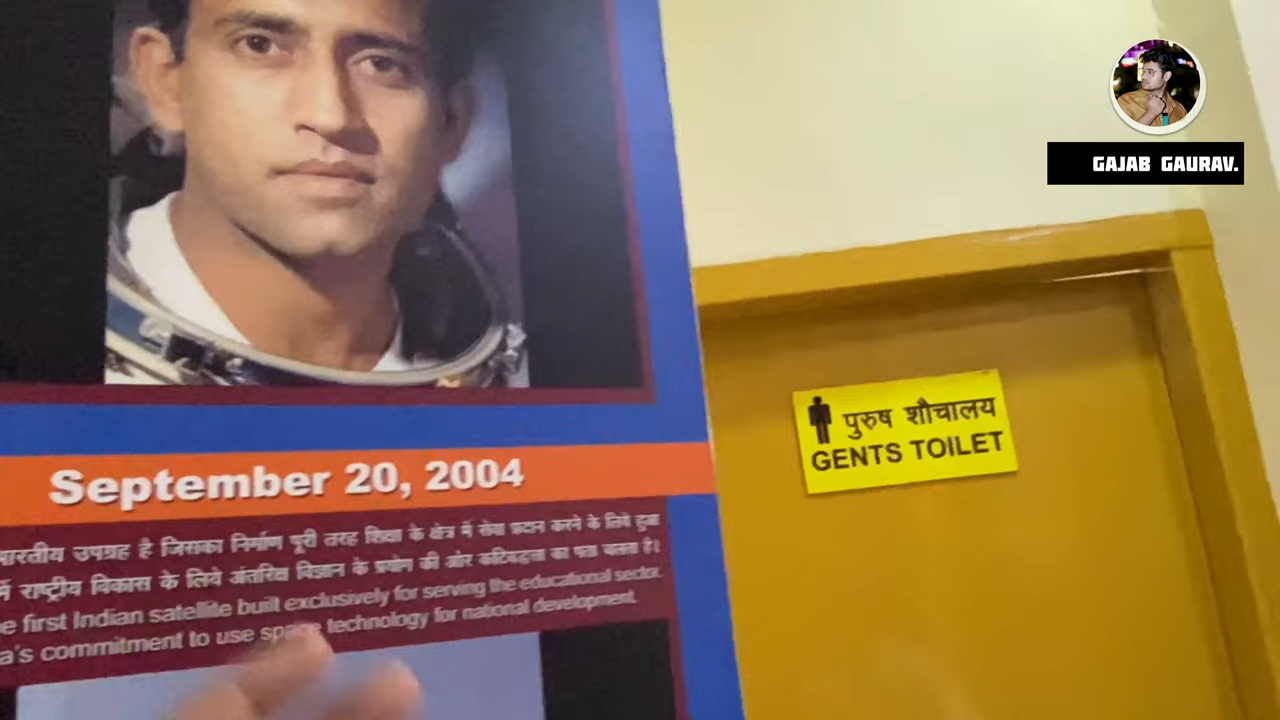 GAJAB GAURAV.
पुरुष शौचालय
GENTS TOILET
September 20, 2004
भारतीय उपग्रह है जिसका निर्माण पूरी तरह शिक्षा के क्षेत्र में सेवा प्रदान करने के लिये हुआ
में राष्ट्रीय विकास के लिये अंतरिक्ष विज्ञान के प्रयोग की ओर कटिबद्धता का पता चलता है।
e first Indian satellite built exclusively for serving the educational sector.
a's commitment to use space technology for national development.